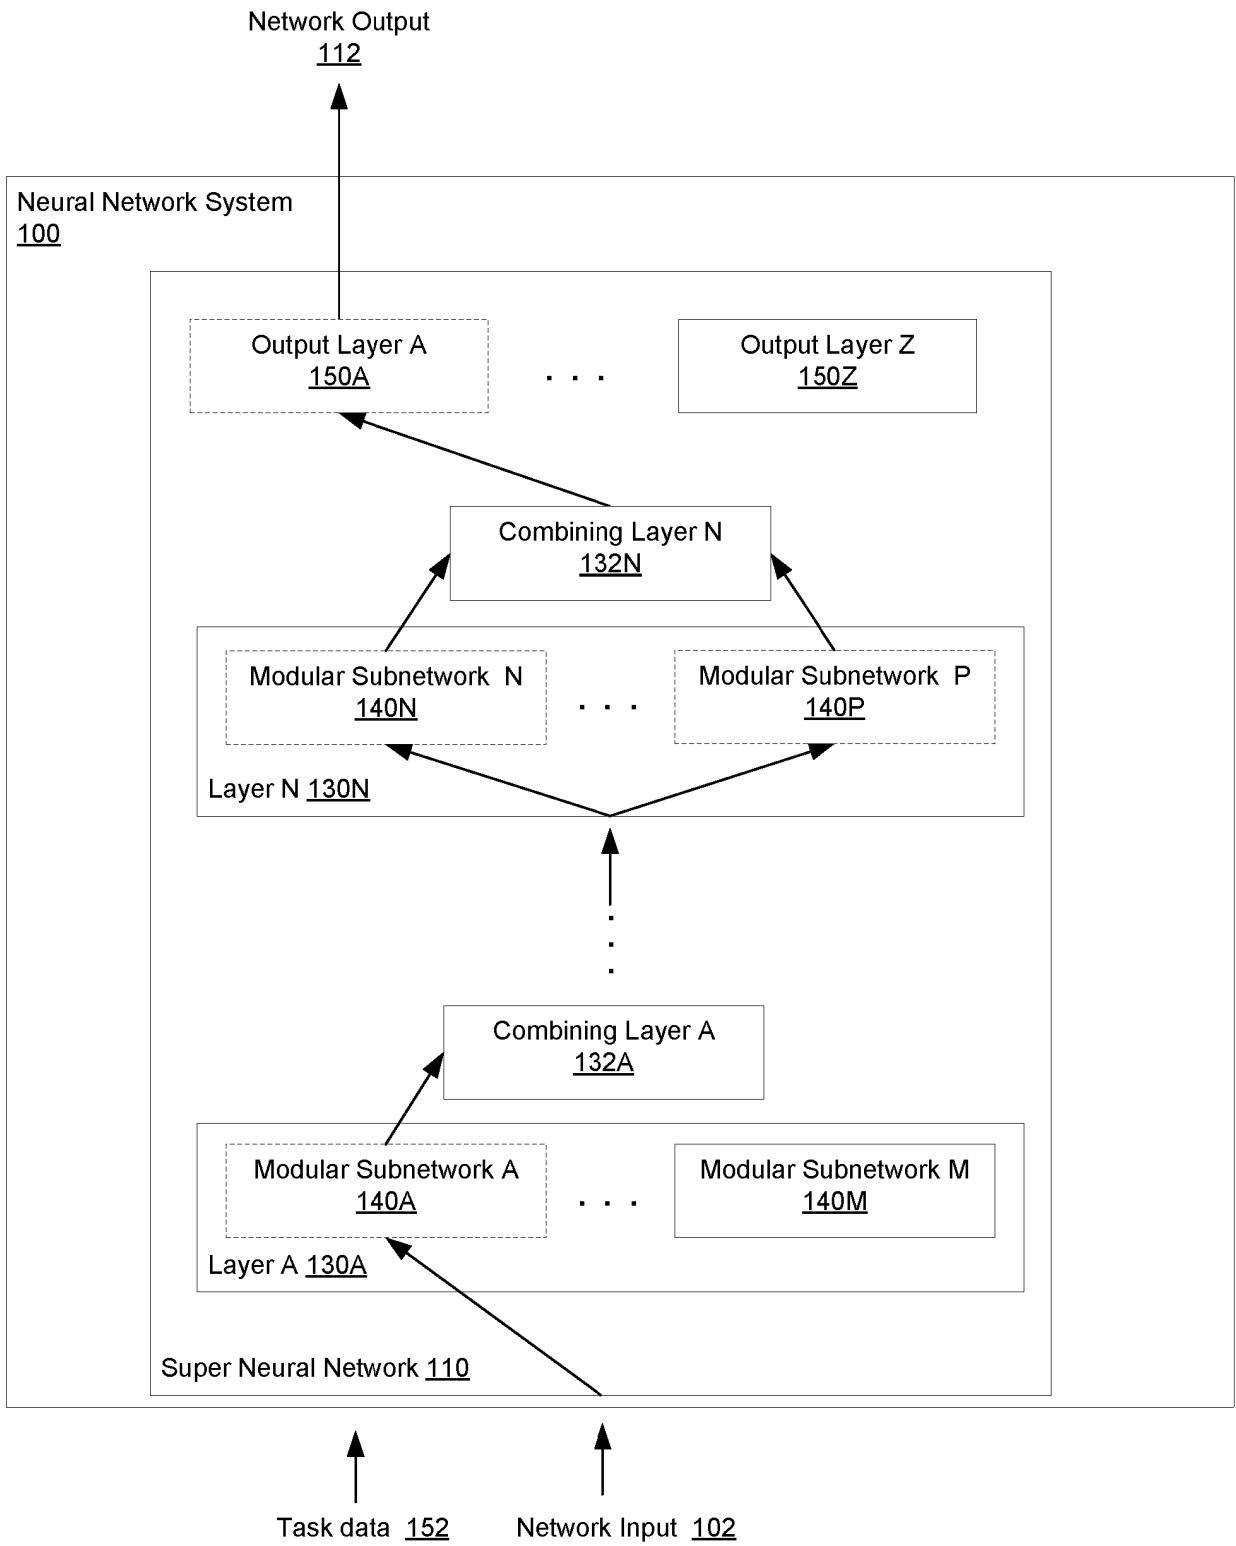 Network Output
112
Neural Network System
100
Output Layer A
150A
. . .
Output Layer Z
150Z
Combining Layer N
132N
Modular Subnetwork N
140N
. . .
Modular Subnetwork P
140P
Layer N 130N
Combining Layer A
132A
Modular Subnetwork A
140A
. . .
Modular Subnetwork M
140M
Layer A 130A
Super Neural Network 110
Task data 152
Network Input 102